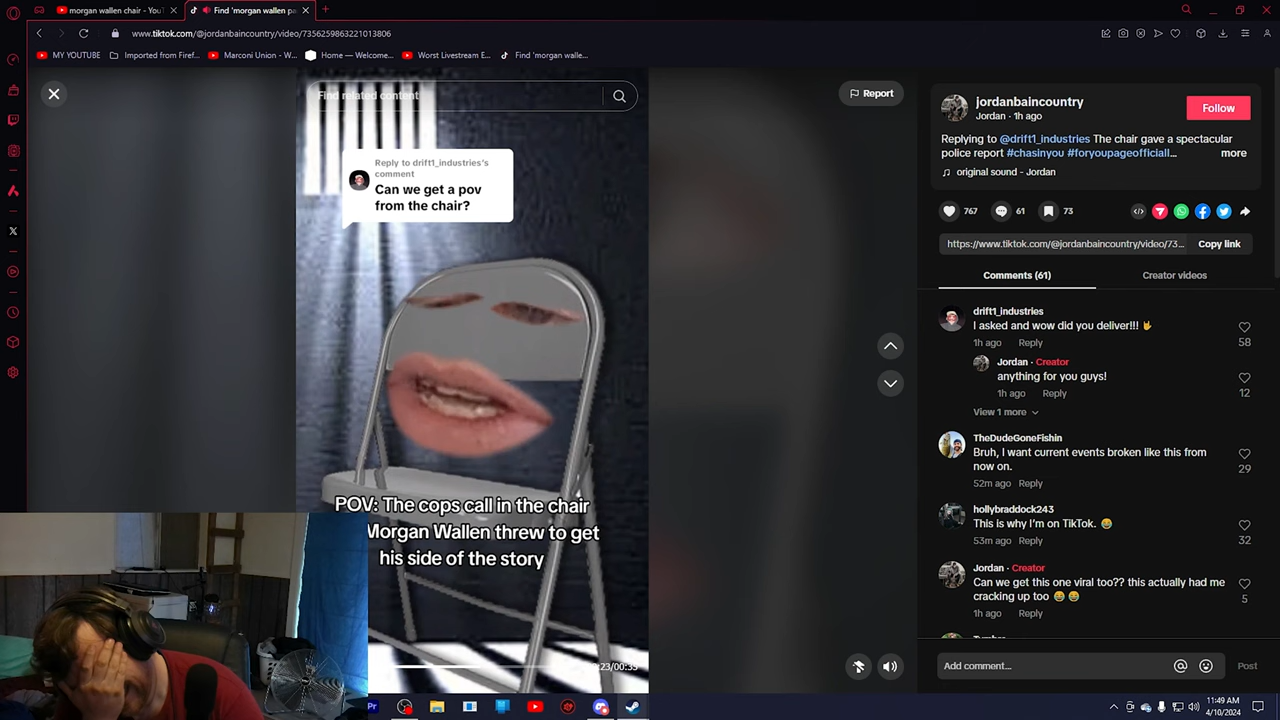 morgan wallen chair - YouT
Find 'morgan wallen pa
www.tiktok.com/@jordanbaincountry/video/7356259863221013806
MY YOUTUBE
Imported from Firef...
Marconi Union - W...
Home — Welcome...
Worst Livestream E...
Find 'morgan walle...
Find related content
Report
Reply to drift1_industries's
comment
Can we get a pov
from the chair?
POV: The cops call in the chair
Morgan Wallen threw to get
his side of the story
:23/00:35
jordanbaincountry
Jordan · 1h ago
Follow
Replying to @drift1_industries The chair gave a spectacular
police report #chasinyou #foryoupageofficiall...
more
original sound - Jordan
767
61
73
https://www.tiktok.com/@jordanbaincountry/video/73...
Copy link
Comments (61)
Creator videos
drift1_industries
I asked and wow did you deliver!!! 🤘
1h ago
Reply
58
Jordan · Creator
anything for you guys!
1h ago
Reply
12
View 1 more
TheDudeGoneFishin
Bruh, I want current events broken like this from
now on.
52m ago
Reply
29
hollybraddock243
This is why I'm on TikTok. 😂
53m ago
Reply
32
Jordan · Creator
Can we get this one viral too?? this actually had me
cracking up too 😂 😂
1h ago
Reply
5
Add comment...
Post
Pr
11:49 AM
4/10/2024